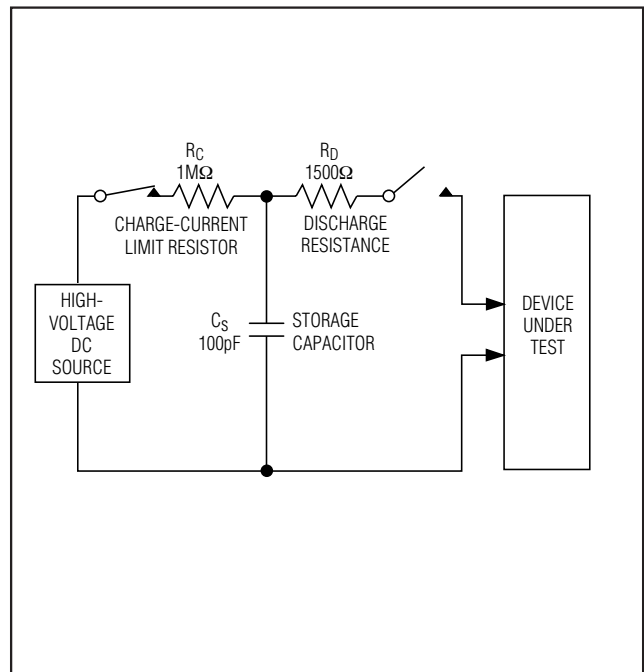 R_C
1MΩ
CHARGE-CURRENT
LIMIT RESISTOR
R_D
1500Ω
DISCHARGE
RESISTANCE
HIGH-
VOLTAGE
DC
SOURCE
C_S
100pF
STORAGE
CAPACITOR
DEVICE
UNDER
TEST